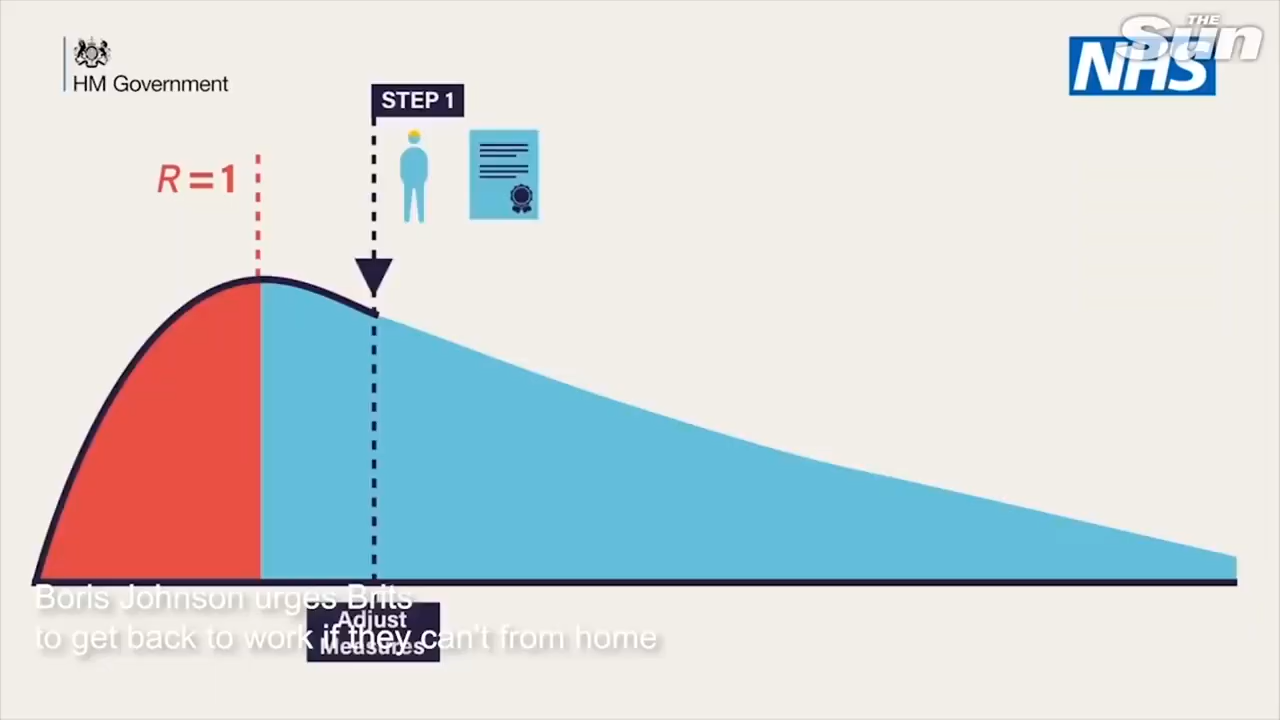 THE
Sun
HM Government
NHS
STEP 1
R = 1
Boris Johnson urges Brits
to get back to work if they can't from home
Adjust
Measures